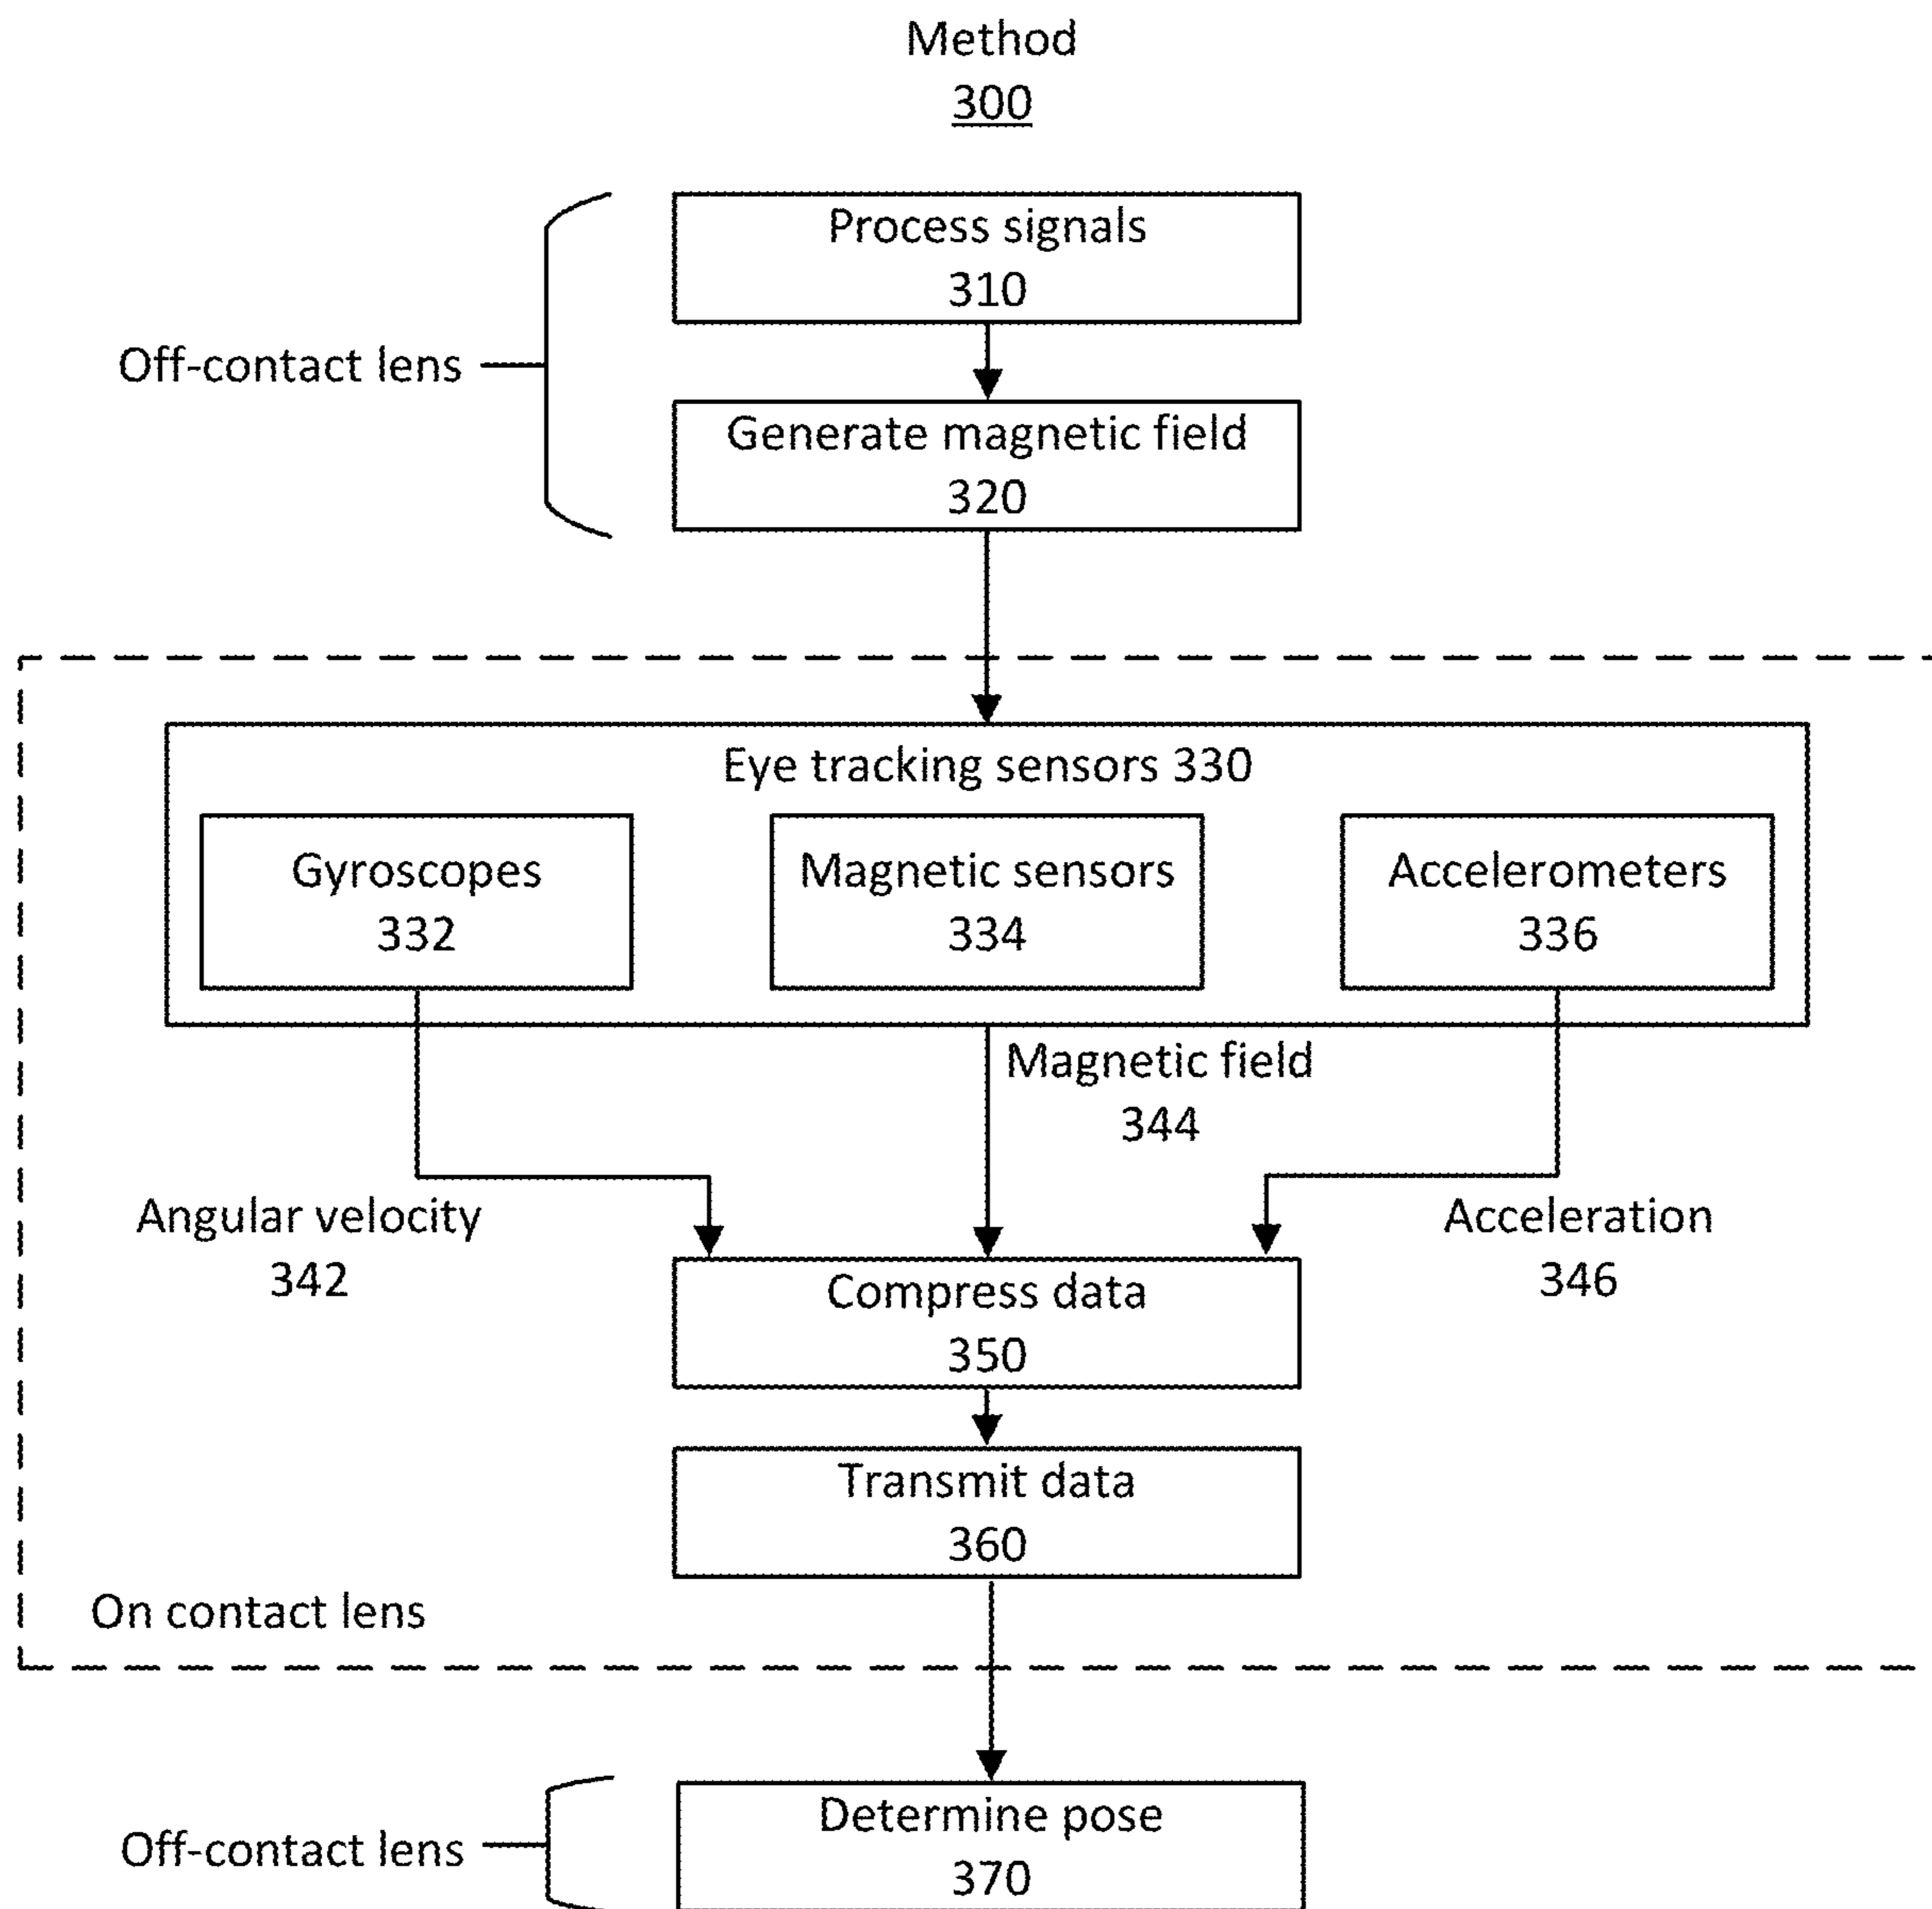 Method
300
Process signals
310
Off-contact lens
Generate magnetic field
320
Eye tracking sensors 330
Gyroscopes
332
Magnetic sensors
334
Accelerometers
336
Magnetic field
344
Angular velocity
342
Acceleration
346
Compress data
350
Transmit data
360
On contact lens
Determine pose
370
Off-contact lens